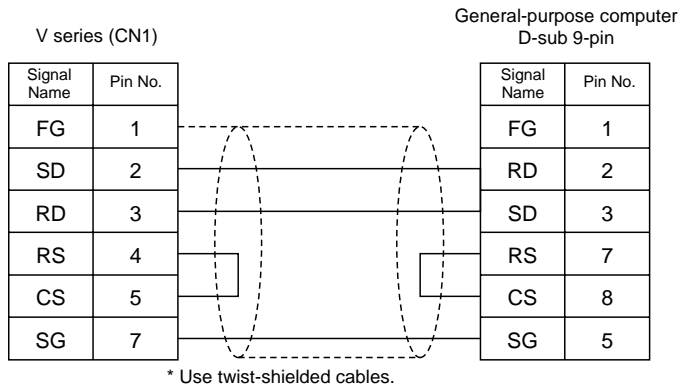 V series (CN1)
General-purpose computer
D-sub 9-pin
Signal Name Pin No.
FG 1
SD 2
RD 3
RS 4
CS 5
SG 7
Signal Name Pin No.
FG 1
RD 2
SD 3
RS 7
CS 8
SG 5
* Use twist-shielded cables.